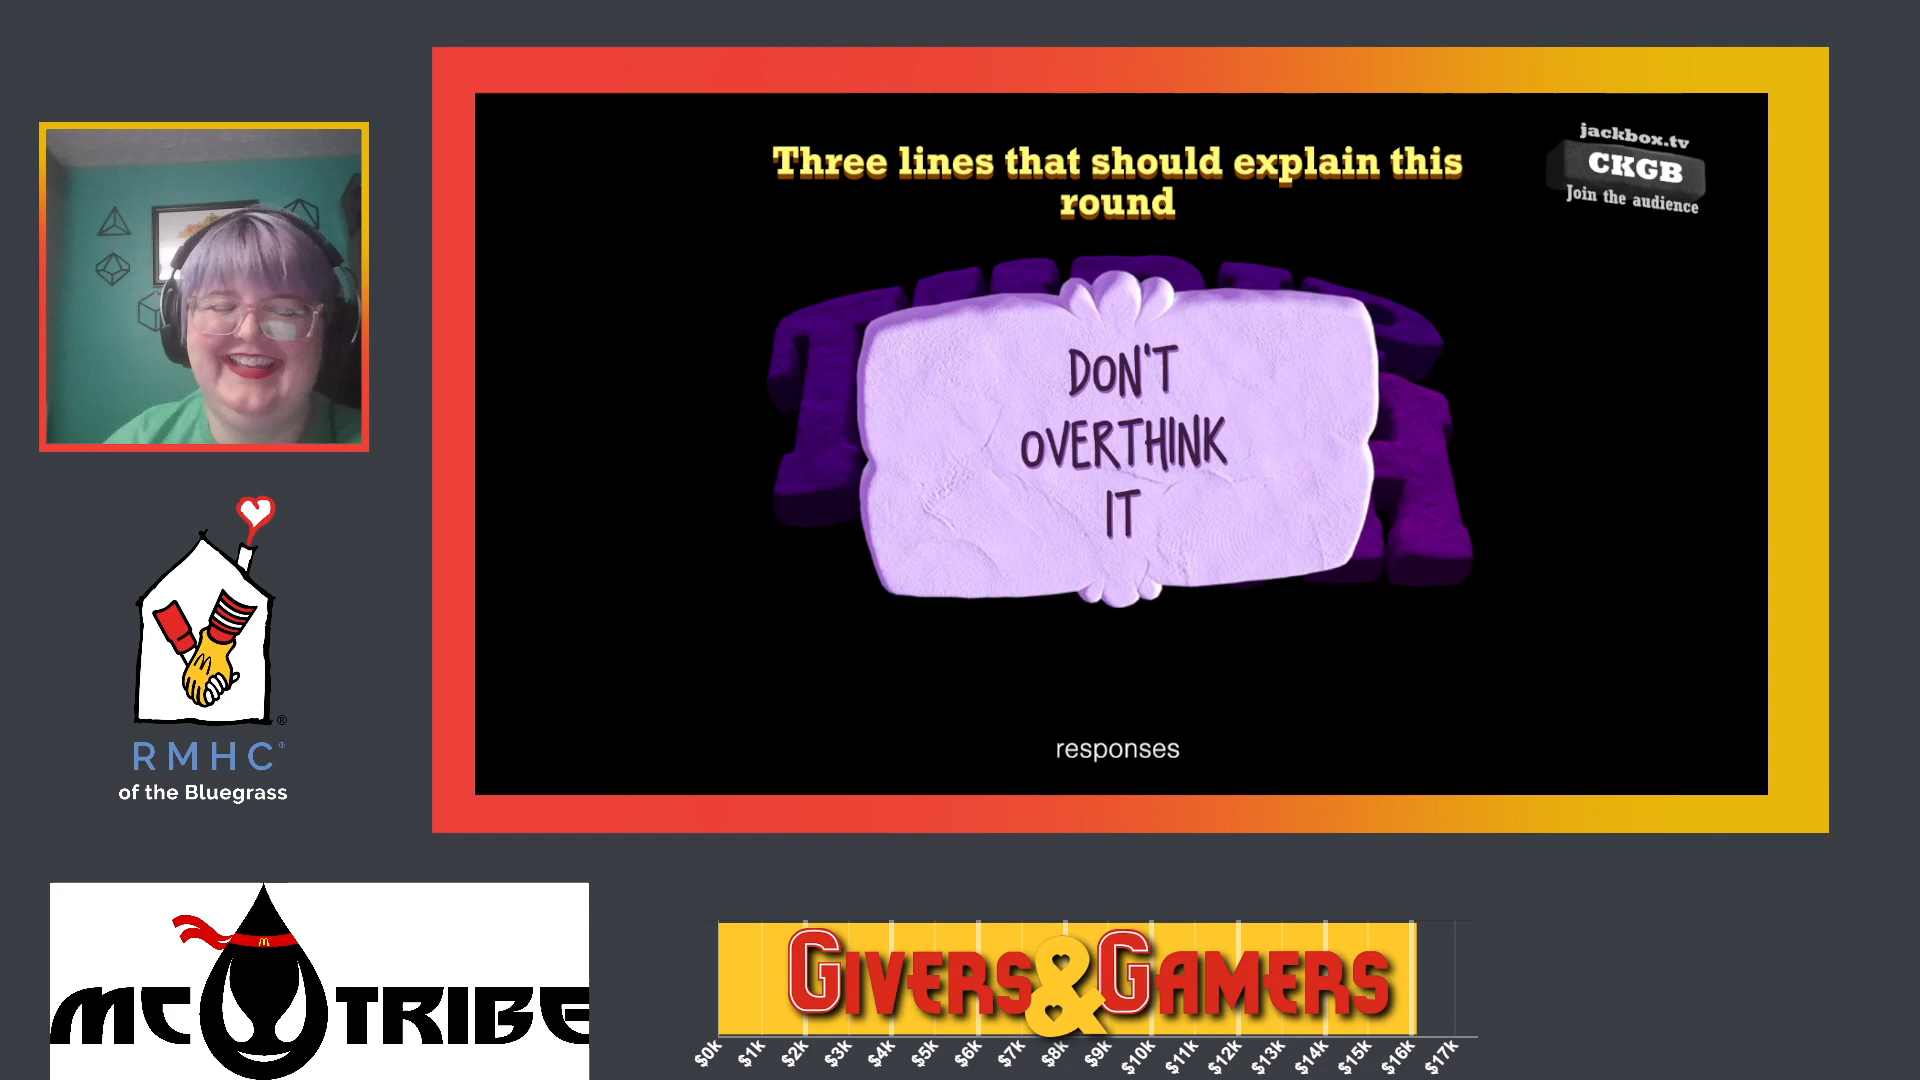 Three lines that should explain this
round
jackbox.tv
CKGB
Join the audience
DON'T
OVERTHINK
IT
responses
RMHC®
of the Bluegrass
MC TRIBE
GIVERS & GAMERS
$0k $1k $2k $3k $4k $5k $6k $7k $8k $9k $10k $11k $12k $13k $14k $15k $16k $17k